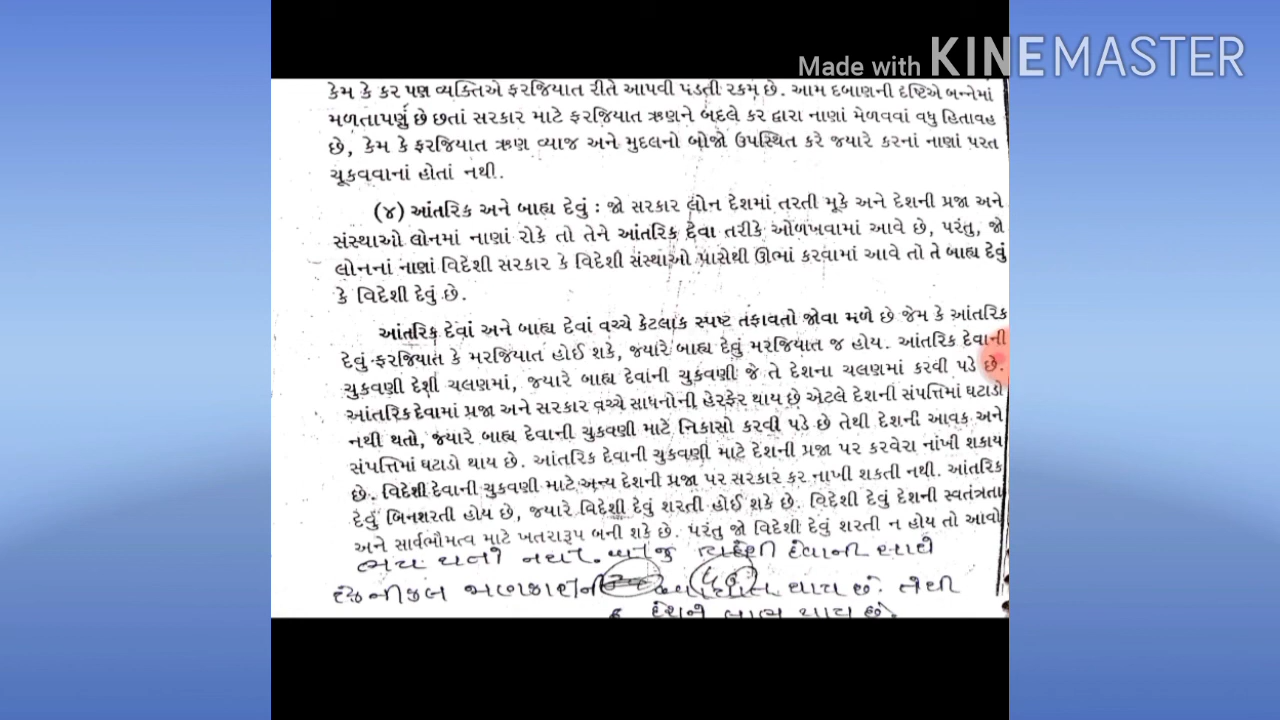 Made with KINEMASTER
કેમ કે કર પણ વ્યક્તિએ ફરજિયાત રીતે આપવી પડતી રકમ છે. આમ દબાણની દૃષ્ટિએ બન્નેમાં
મળતાપણું છે છતાં સરકાર માટે ફરજિયાત ઋણને બદલે કર દ્વારા નાણાં મેળવવાં વધુ હિતાવહ
છે, કેમ કે ફરજિયાત ઋણ વ્યાજ અને મુદ્દલનો બોજો ઉપસ્થિત કરે જ્યારે કરનાં નાણાં પરત
ચૂકવવાનાં હોતાં નથી.
(૪) આંતરિક અને બાહ્ય દેવું : જો સરકાર લોન દેશમાં તરતી મૂકે અને દેશની પ્રજા અને
સંસ્થાઓ લોનમાં નાણાં રોકે તો તેને આંતરિક દેવા તરીકે ઓળખવામાં આવે છે, પરંતુ, જો
લોનનાં નાણાં વિદેશી સરકાર કે વિદેશી સંસ્થાઓ પાસેથી ઊભાં કરવામાં આવે તો તે બાહ્ય દેવું
કે વિદેશી દેવું છે.
આંતરિક દેવાં અને બાહ્ય દેવાં વચ્ચે કેટલાક સ્પષ્ટ તફાવતો જોવા મળે છે જેમ કે આંતરિક
દેવું ફરજિયાત કે મરજિયાત હોઈ શકે, જ્યારે બાહ્ય દેવું મરજિયાત જ હોય. આંતરિક દેવાની
ચુકવણી દેશી ચલણમાં, જ્યારે બાહ્ય દેવાની ચુકવણી જે તે દેશના ચલણમાં કરવી પડે છે.
આંતરિક દેવામાં પ્રજા અને સરકાર વચ્ચે સાધનોની હેરફેર થાય છે એટલે દેશની સંપત્તિમાં ઘટાડો
નથી થતો, જ્યારે બાહ્ય દેવાની ચુકવણી માટે નિકાસો કરવી પડે છે તેથી દેશની આવક અને
સંપત્તિમાં ઘટાડો થાય છે. આંતરિક દેવાની ચુકવણી માટે દેશની પ્રજા પર કરવેરા નાંખી શકાય
છે. વિદેશી દેવાની ચુકવણી માટે અન્ય દેશની પ્રજા પર સરકાર કર નાખી શકતી નથી. આંતરિક
દેવું બિનશરતી હોય છે, જ્યારે વિદેશી દેવું શરતી હોઈ શકે છે. વિદેશી દેવું દેશની સ્વતંત્રતા
અને સાર્વભૌમત્વ માટે ખતરારૂપ બની શકે છે. પરંતુ જો વિદેશી દેવું શરતી ન હોય તો આવો
ભય થતો નથી. દેવાની સાથે
થાય છે. તેથી
દેશને લાભ થાય છે.